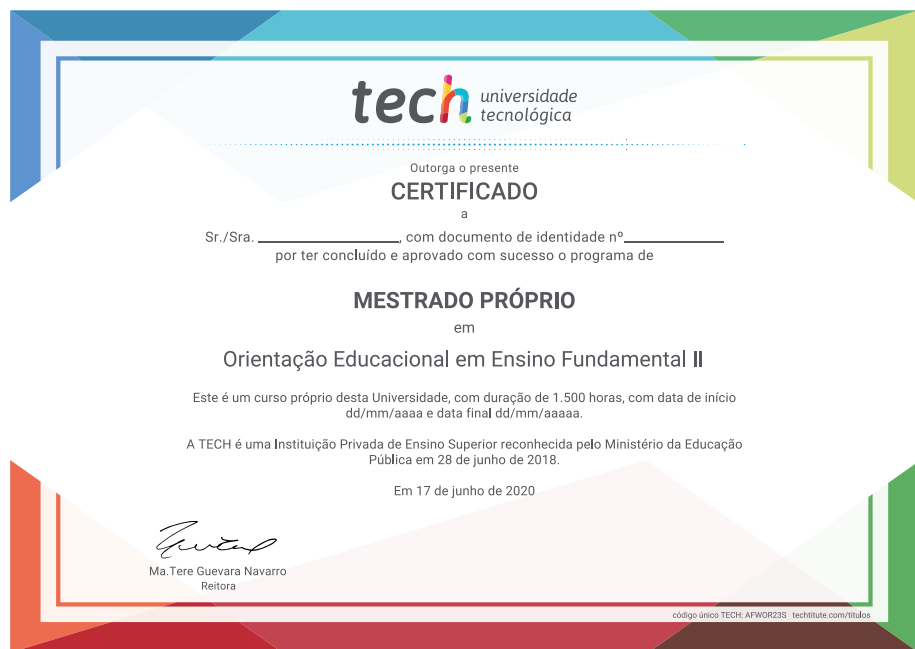 tech universidade
tecnológica
Outorga o presente
CERTIFICADO
a
Sr./Sra. ____________________, com documento de identidade nº______________
por ter concluído e aprovado com sucesso o programa de
MESTRADO PRÓPRIO
em
Orientação Educacional em Ensino Fundamental II
Este é um curso próprio desta Universidade, com duração de 1.500 horas, com data de início
dd/mm/aaaa e data final dd/mm/aaaaa.
A TECH é uma Instituição Privada de Ensino Superior reconhecida pelo Ministério da Educação
Pública em 28 de junho de 2018.
Em 17 de junho de 2020
Ma.Tere Guevara Navarro
Reitora
código único TECH: AFWOR23S techtitute.com/titulos